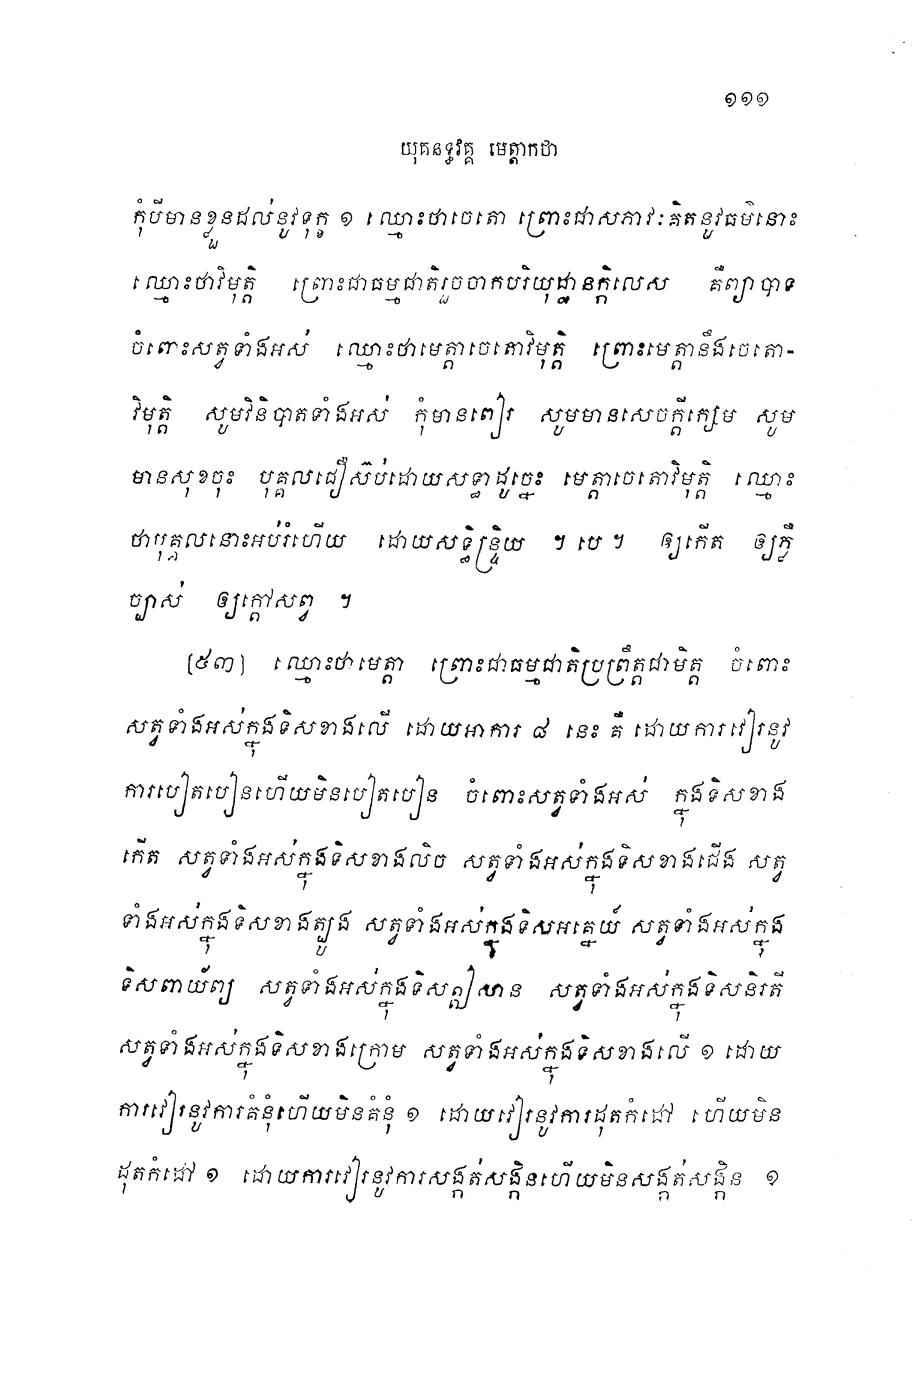 ១១១
យុគនទ្ធវគ្គ មេត្តាកថា
កុំបីមានខ្លួនដល់នូវទុក្ខ ១ ឈ្មោះថាចេតោ ព្រោះជាសភាវៈគិតនូវធម៌នោះ
ឈ្មោះថាវិមុត្តិ ព្រោះជាធម្មជាតិរួចចាកបរិយុដ្ឋានក្តិលេស គឺព្យាបាទ
ចំពោះសត្វទាំងអស់ ឈ្មោះថាមេត្តាចេតោវិមុត្តិ ព្រោះមេត្តានឹងចេតោ-
វិមុត្តិ សូមវិនិបាតទាំងអស់ កុំមានពៀរ សូមមានសេចក្តីក្សេម សូម
មានសុខចុះ បុគ្គលជឿស៊ប់ដោយសទ្ធាដូច្នេះ មេត្តាចេតោវិមុត្តិ ឈ្មោះ
ថាបុគ្គលនោះអប់រំហើយ ដោយសទ្ធិន្ទ្រិយ ។ បេ ។ ឲ្យកើត ឲ្យភ្លឺ
ច្បាស់ ឲ្យក្តៅសព្វ ។
[៥៣] ឈ្មោះថាមេត្តា ព្រោះជាធម្មជាតិប្រព្រឹត្តជាមិត្ត ចំពោះ
សត្វទាំងអស់ក្នុងទិសខាងលើ ដោយអាការ ៨ នេះ គឺ ដោយការវៀរនូវ
ការបៀតបៀនហើយមិនបៀតបៀន ចំពោះសត្វទាំងអស់ ក្នុងទិសខាង
កើត សត្វទាំងអស់ក្នុងទិសខាងលិច សត្វទាំងអស់ក្នុងទិសខាងជើង សត្វ
ទាំងអស់ក្នុងទិសខាងត្បូង សត្វទាំងអស់ក្នុងទិសអគ្នេយ៍ សត្វទាំងអស់ក្នុង
ទិសពាយ័ព្យ សត្វទាំងអស់ក្នុងទិសឦសាន សត្វទាំងអស់ក្នុងទិសនិរតី
សត្វទាំងអស់ក្នុងទិសខាងក្រោម សត្វទាំងអស់ក្នុងទិសខាងលើ ១ ដោយ
ការវៀរនូវការគំនុំហើយមិនគំនុំ ១ ដោយវៀរនូវការដុតកំដៅ ហើយមិន
ដុតកំដៅ ១ ដោយការវៀរនូវការសង្កត់សង្កិនហើយមិនសង្កត់សង្កិន ១